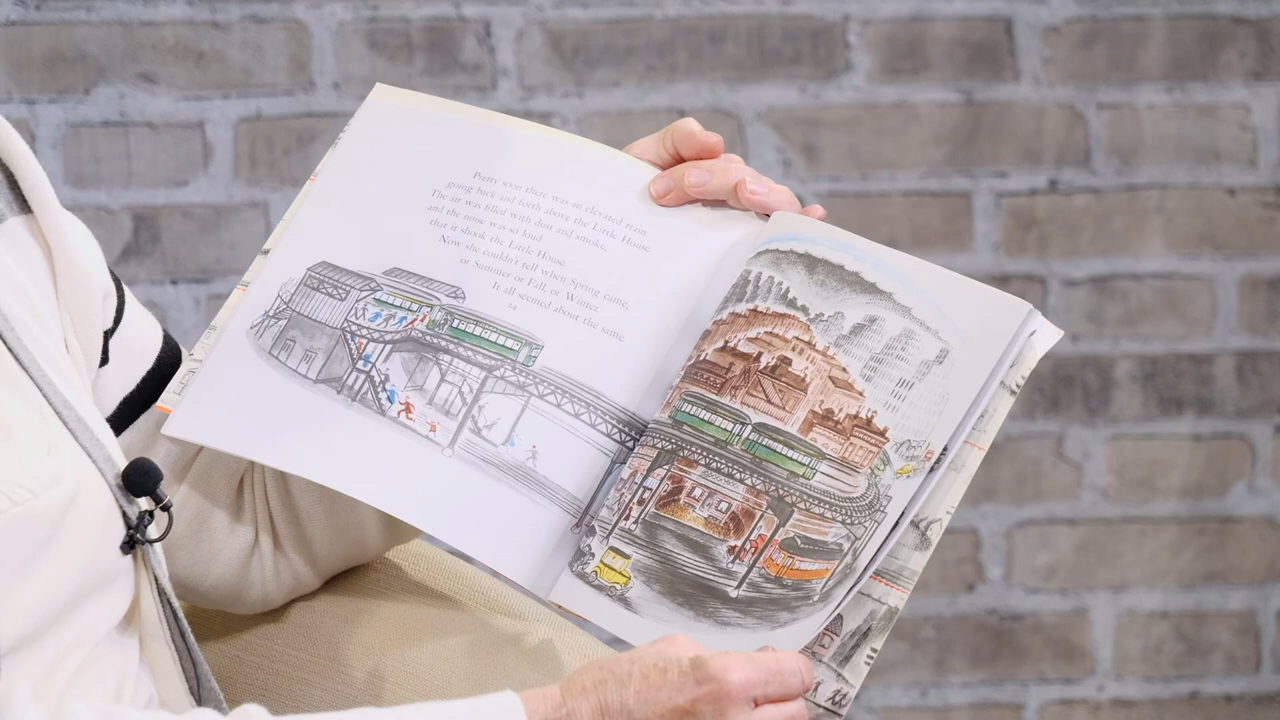 Pretty soon there was an elevated train
going back and forth above the Little House.
The air was filled with dust and smoke,
and the noise was so loud
that it shook the Little House.
Now she couldn't tell when Spring came,
or Summer or Fall, or Winter.
It all seemed about the same.
24